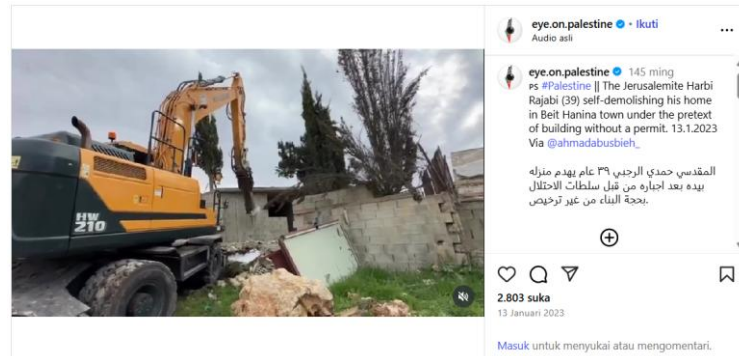 HW
210
eye.on.palestine • Ikuti
Audio asli
eye.on.palestine 145 ming
ᴘs #Palestine || The Jerusalemite Harbi
Rajabi (39) self-demolishing his home
in Beit Hanina town under the pretext
of building without a permit. 13.1.2023
Via @ahmadabusbieh_
المقدسي حمدي الرجبي ٣٩ عام يهدم منزله
بيده بعد اجباره من قبل سلطات الاحتلال
بحجة البناء من غير ترخيص.
2.803 suka
13 Januari 2023
Masuk untuk menyukai atau mengomentari.